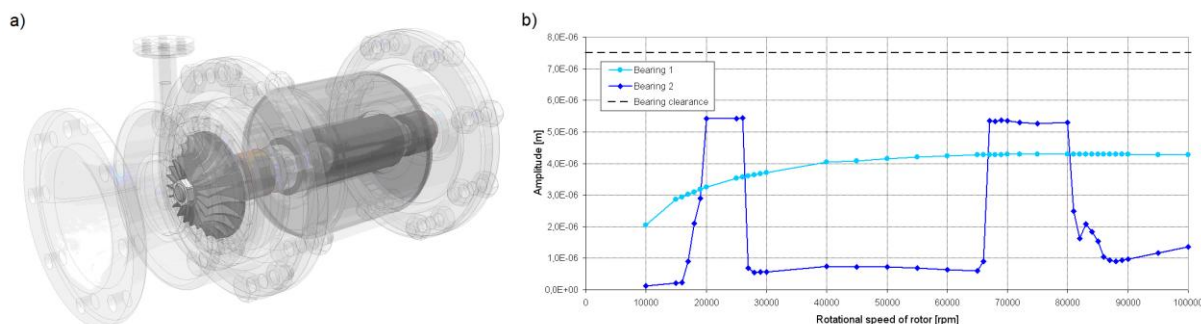 a)
b)
8,0E-06
7,0E-06
6,0E-06
5,0E-06
4,0E-06
3,0E-06
2,0E-06
1,0E-06
0,0E+00
Amplitude [m]
Bearing 1
Bearing 2
Bearing clearance
0 10000 20000 30000 40000 50000 60000 70000 80000 90000 100000
Rotational speed of rotor [rpm]